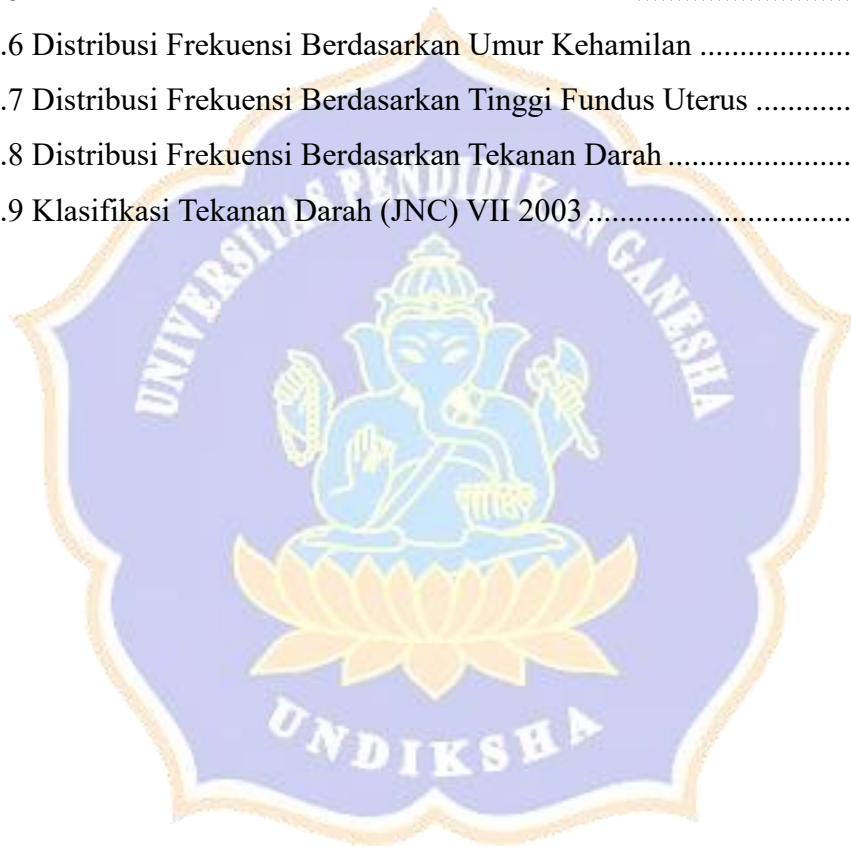 .6 Distribusi Frekuensi Berdasarkan Umur Kehamilan ...................
.7 Distribusi Frekuensi Berdasarkan Tinggi Fundus Uterus ............
.8 Distribusi Frekuensi Berdasarkan Tekanan Darah .......................
.9 Klasifikasi Tekanan Darah (JNC) VII 2003 .................................
UNIVERSITAS PENDIDIKAN GANESHA
UNDIKSHA